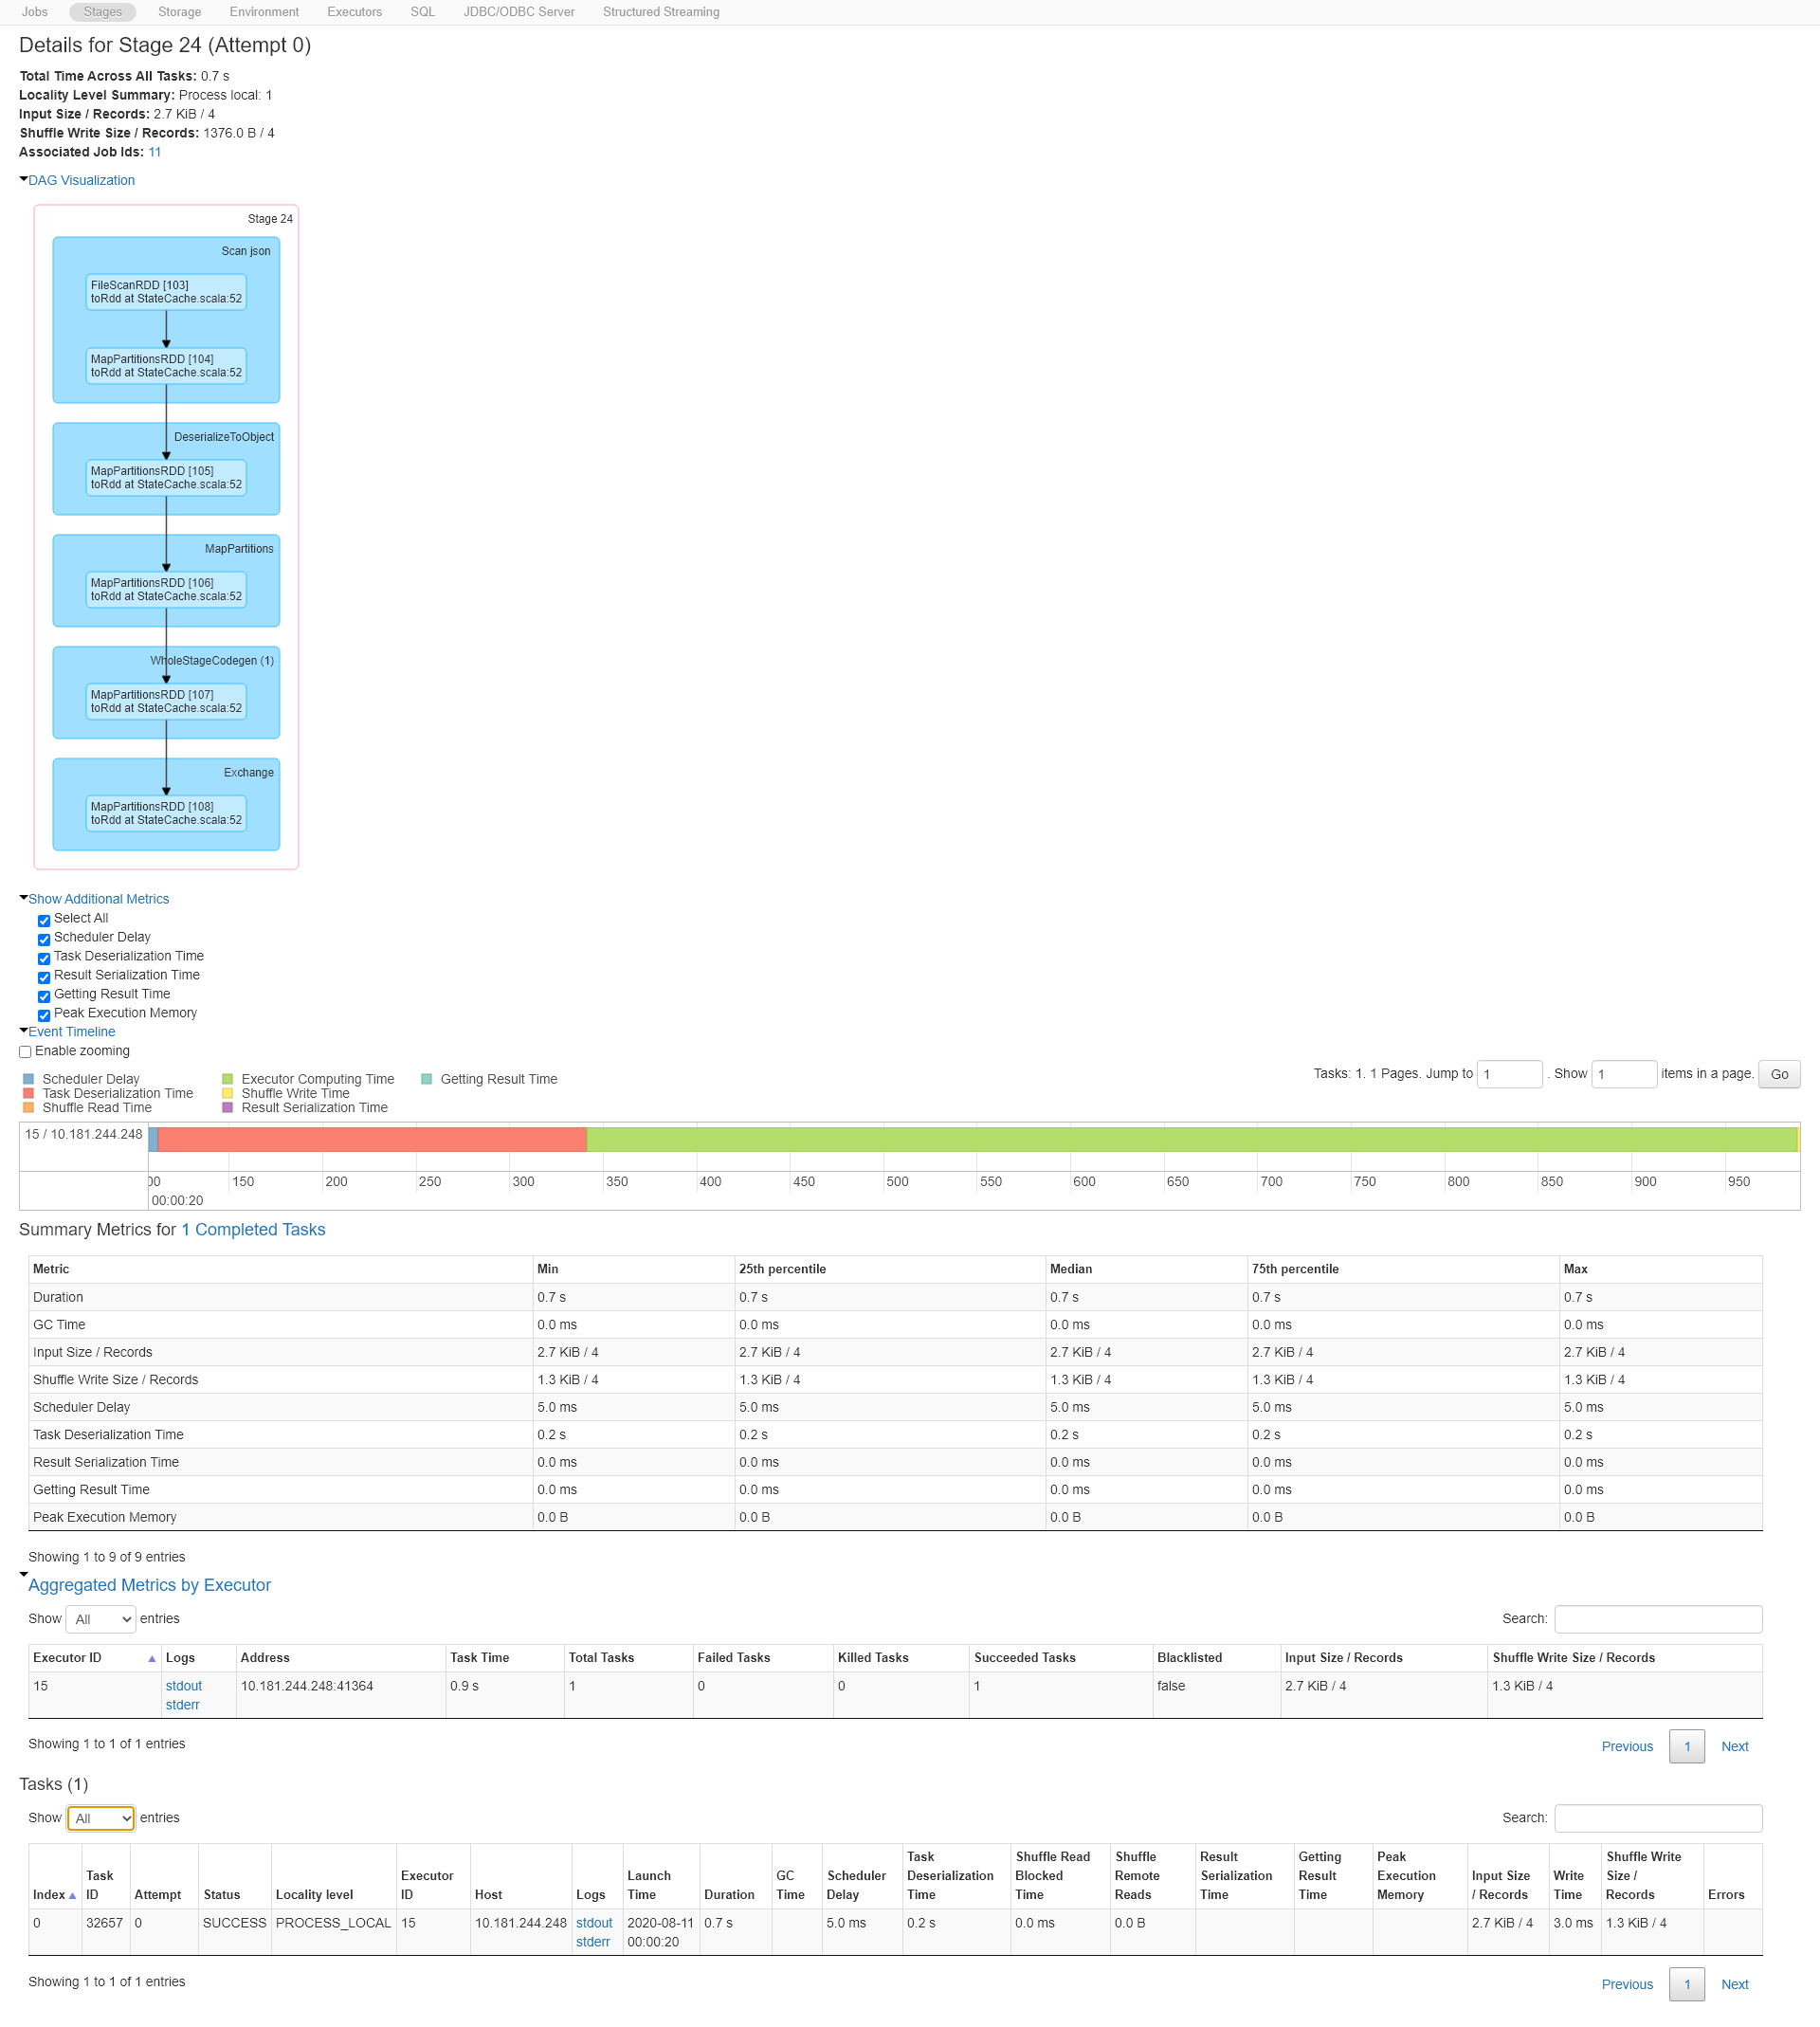 Jobs Stages Storage Environment Executors SQL JDBC/ODBC Server Structured Streaming
Details for Stage 24 (Attempt 0)
Total Time Across All Tasks: 0.7 s
Locality Level Summary: Process local: 1
Input Size / Records: 2.7 KiB / 4
Shuffle Write Size / Records: 1376.0 B / 4
Associated Job Ids: 11
DAG Visualization
Stage 24
Scan json
FileScanRDD [103]
toRdd at StateCache.scala:52
MapPartitionsRDD [104]
toRdd at StateCache.scala:52
DeserializeToObject
MapPartitionsRDD [105]
toRdd at StateCache.scala:52
MapPartitions
MapPartitionsRDD [106]
toRdd at StateCache.scala:52
WholeStageCodegen (1)
MapPartitionsRDD [107]
toRdd at StateCache.scala:52
Exchange
MapPartitionsRDD [108]
toRdd at StateCache.scala:52
Show Additional Metrics
Select All
Scheduler Delay
Task Deserialization Time
Result Serialization Time
Getting Result Time
Peak Execution Memory
Event Timeline
Enable zooming
Tasks: 1. 1 Pages. Jump to 1 . Show 1 items in a page. Go
Scheduler Delay Executor Computing Time Getting Result Time
Task Deserialization Time Shuffle Write Time
Shuffle Read Time Result Serialization Time
15 / 10.181.244.248
00 150 200 250 300 350 400 450 500 550 600 650 700 750 800 850 900 950
00:00:20
Summary Metrics for 1 Completed Tasks
Metric Min 25th percentile Median 75th percentile Max
Duration 0.7 s 0.7 s 0.7 s 0.7 s 0.7 s
GC Time 0.0 ms 0.0 ms 0.0 ms 0.0 ms 0.0 ms
Input Size / Records 2.7 KiB / 4 2.7 KiB / 4 2.7 KiB / 4 2.7 KiB / 4 2.7 KiB / 4
Shuffle Write Size / Records 1.3 KiB / 4 1.3 KiB / 4 1.3 KiB / 4 1.3 KiB / 4 1.3 KiB / 4
Scheduler Delay 5.0 ms 5.0 ms 5.0 ms 5.0 ms 5.0 ms
Task Deserialization Time 0.2 s 0.2 s 0.2 s 0.2 s 0.2 s
Result Serialization Time 0.0 ms 0.0 ms 0.0 ms 0.0 ms 0.0 ms
Getting Result Time 0.0 ms 0.0 ms 0.0 ms 0.0 ms 0.0 ms
Peak Execution Memory 0.0 B 0.0 B 0.0 B 0.0 B 0.0 B
Showing 1 to 9 of 9 entries
Aggregated Metrics by Executor
Show All entries Search:
Executor ID Logs Address Task Time Total Tasks Failed Tasks Killed Tasks Succeeded Tasks Blacklisted Input Size / Records Shuffle Write Size / Records
15 stdout 10.181.244.248:41364 0.9 s 1 0 0 1 false 2.7 KiB / 4 1.3 KiB / 4
stderr
Showing 1 to 1 of 1 entries Previous 1 Next
Tasks (1)
Show All entries Search:
Task Shuffle Read Shuffle Result Getting Peak Shuffle Write
Task Executor Launch GC Scheduler Deserialization Blocked Remote Serialization Result Execution Input Size Write Size /
Index ID Attempt Status Locality level ID Host Logs Time Duration Time Delay Time Time Reads Time Time Memory / Records Time Records Errors
0 32657 0 SUCCESS PROCESS_LOCAL 15 10.181.244.248 stdout 2020-08-11 0.7 s 5.0 ms 0.2 s 0.0 ms 0.0 B 2.7 KiB / 4 3.0 ms 1.3 KiB / 4
stderr 00:00:20
Showing 1 to 1 of 1 entries Previous 1 Next